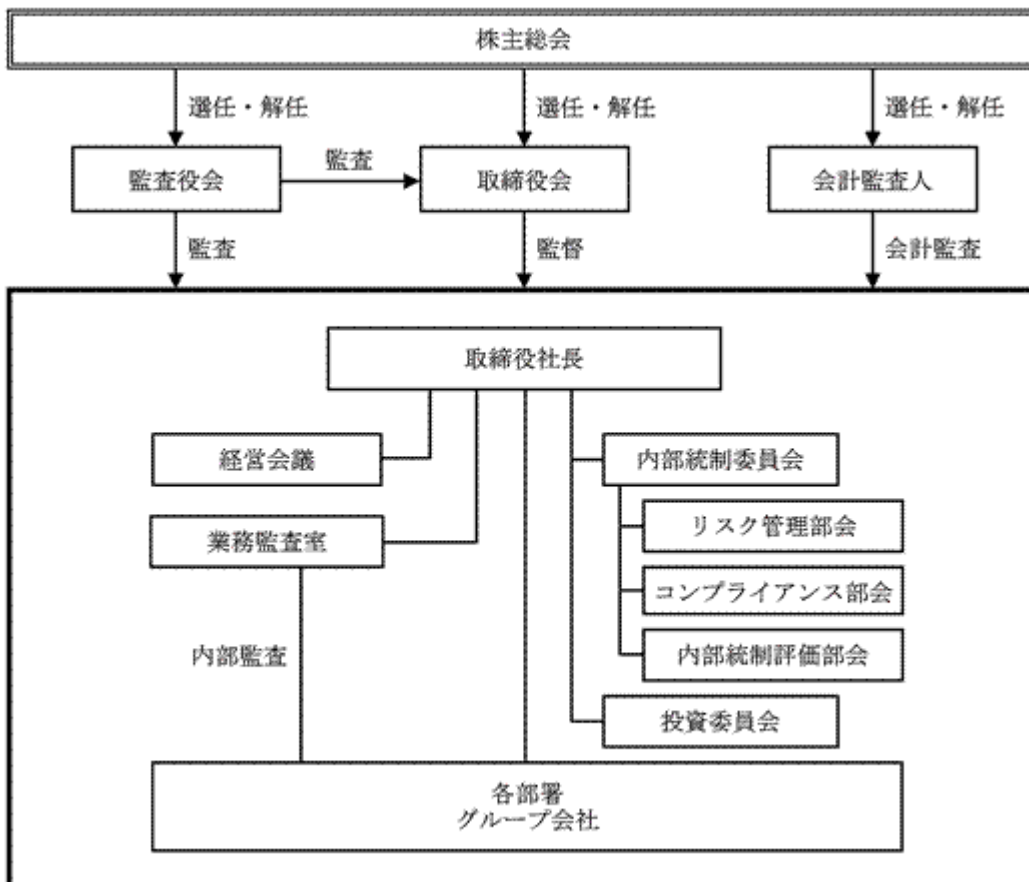 株主総会
選任・解任
選任・解任
選任・解任
監査役会
監査
取締役会
会計監査人
監査
監督
会計監査
取締役社長
経営会議
内部統制委員会
業務監査室
リスク管理部会
コンプライアンス部会
内部監査
内部統制評価部会
投資委員会
各部署
グループ会社